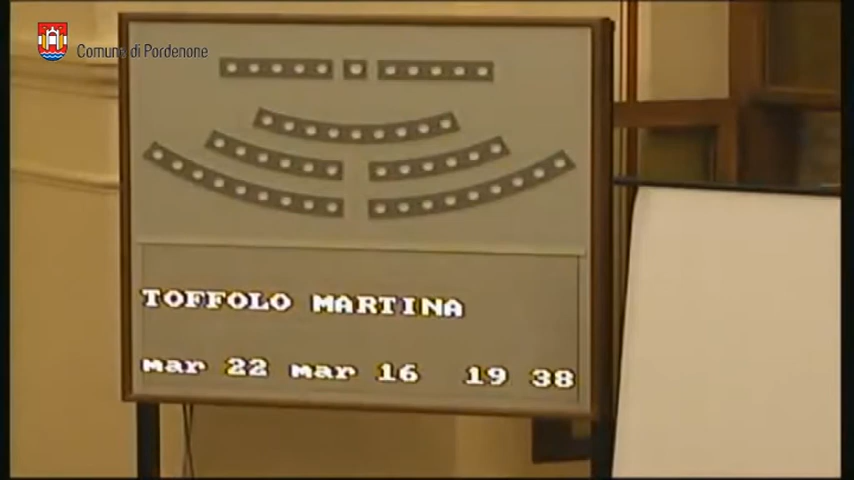 Comune di Pordenone
TOFFOLO MARTINA
mar 22 mar 16 19 38